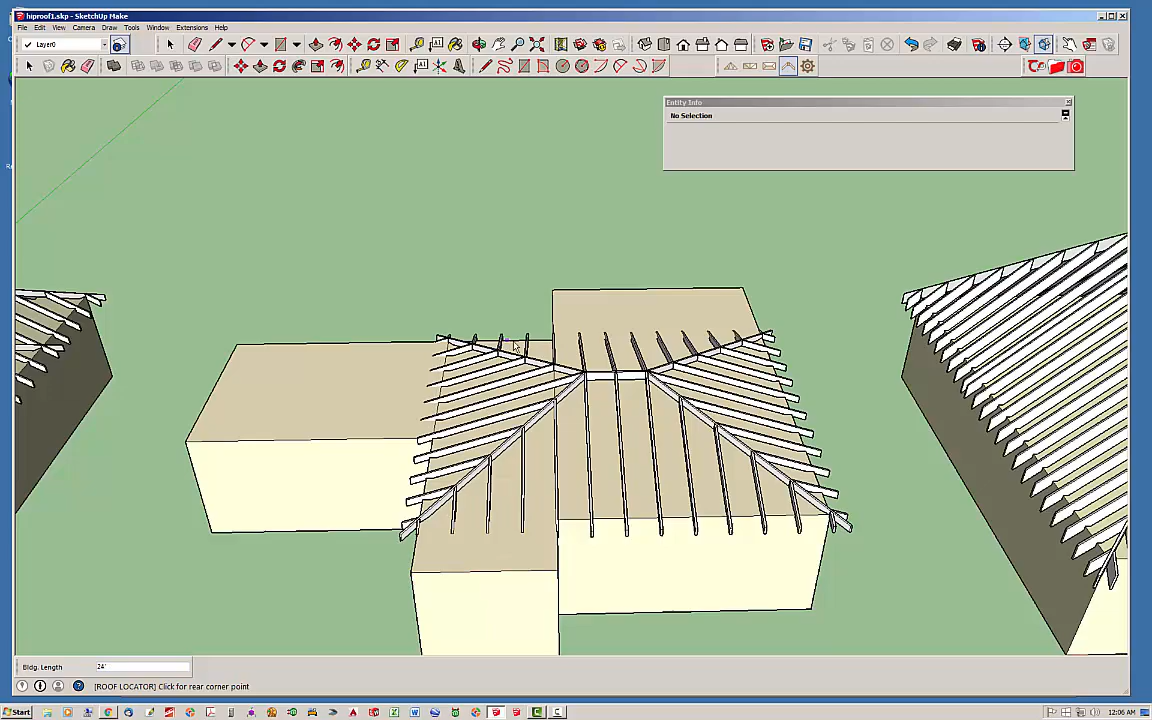 hiproof1.skp - SketchUp Make
File Edit View Camera Draw Tools Window Extensions Help
Layer0
Entity Info
No Selection
Bldg. Length 24'
[ROOF LOCATOR] Click for rear corner point
Start
12:06 AM